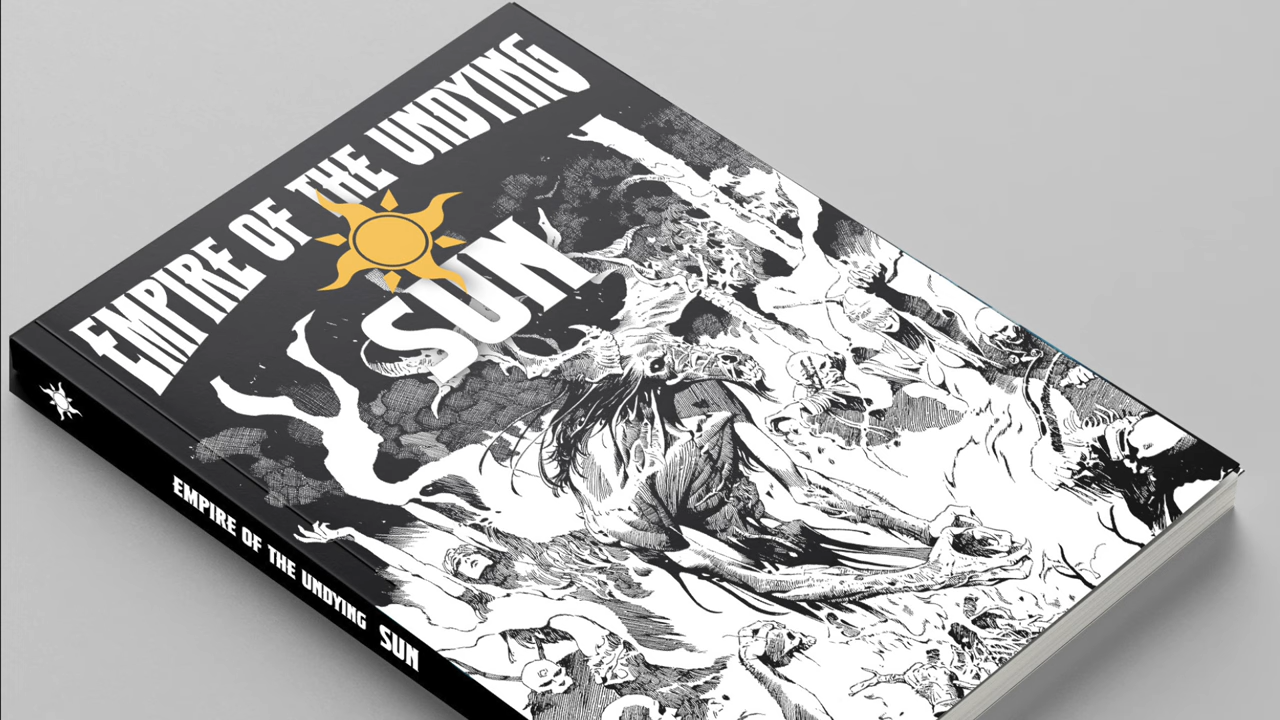 EMPIRE OF THE UNDYING
SUN
EMPIRE OF THE UNDYING SUN